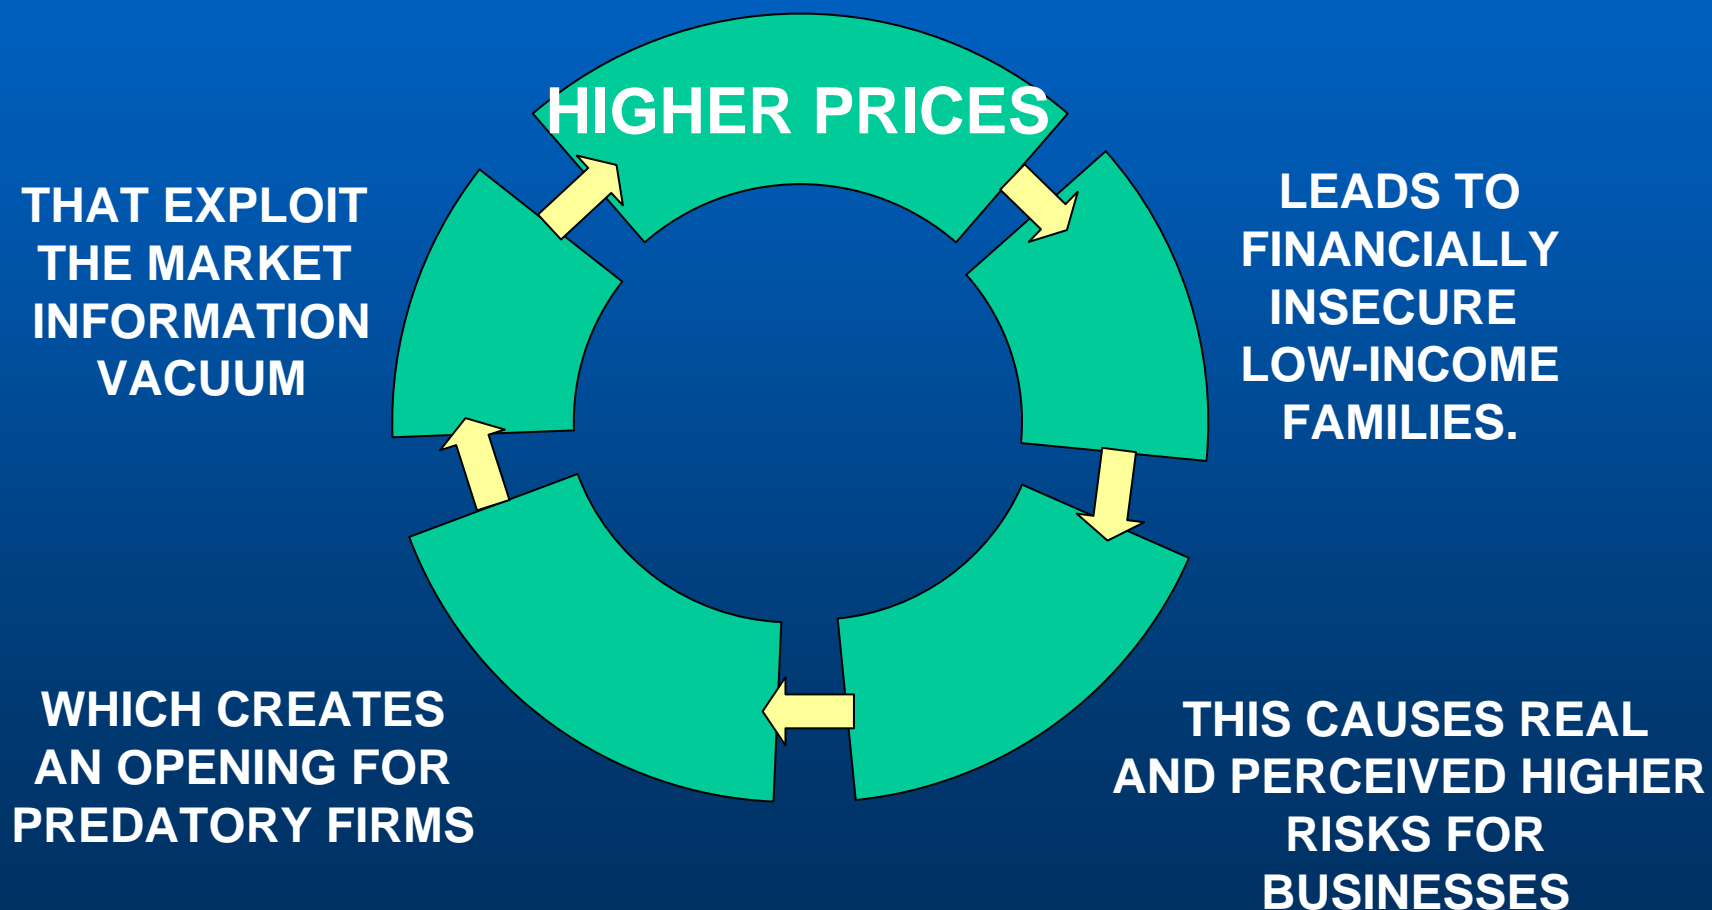 HIGHER PRICES
LEADS TO
FINANCIALLY
INSECURE
LOW-INCOME
FAMILIES.
THIS CAUSES REAL
AND PERCEIVED HIGHER
RISKS FOR
BUSINESSES
WHICH CREATES
AN OPENING FOR
PREDATORY FIRMS
THAT EXPLOIT
THE MARKET
INFORMATION
VACUUM